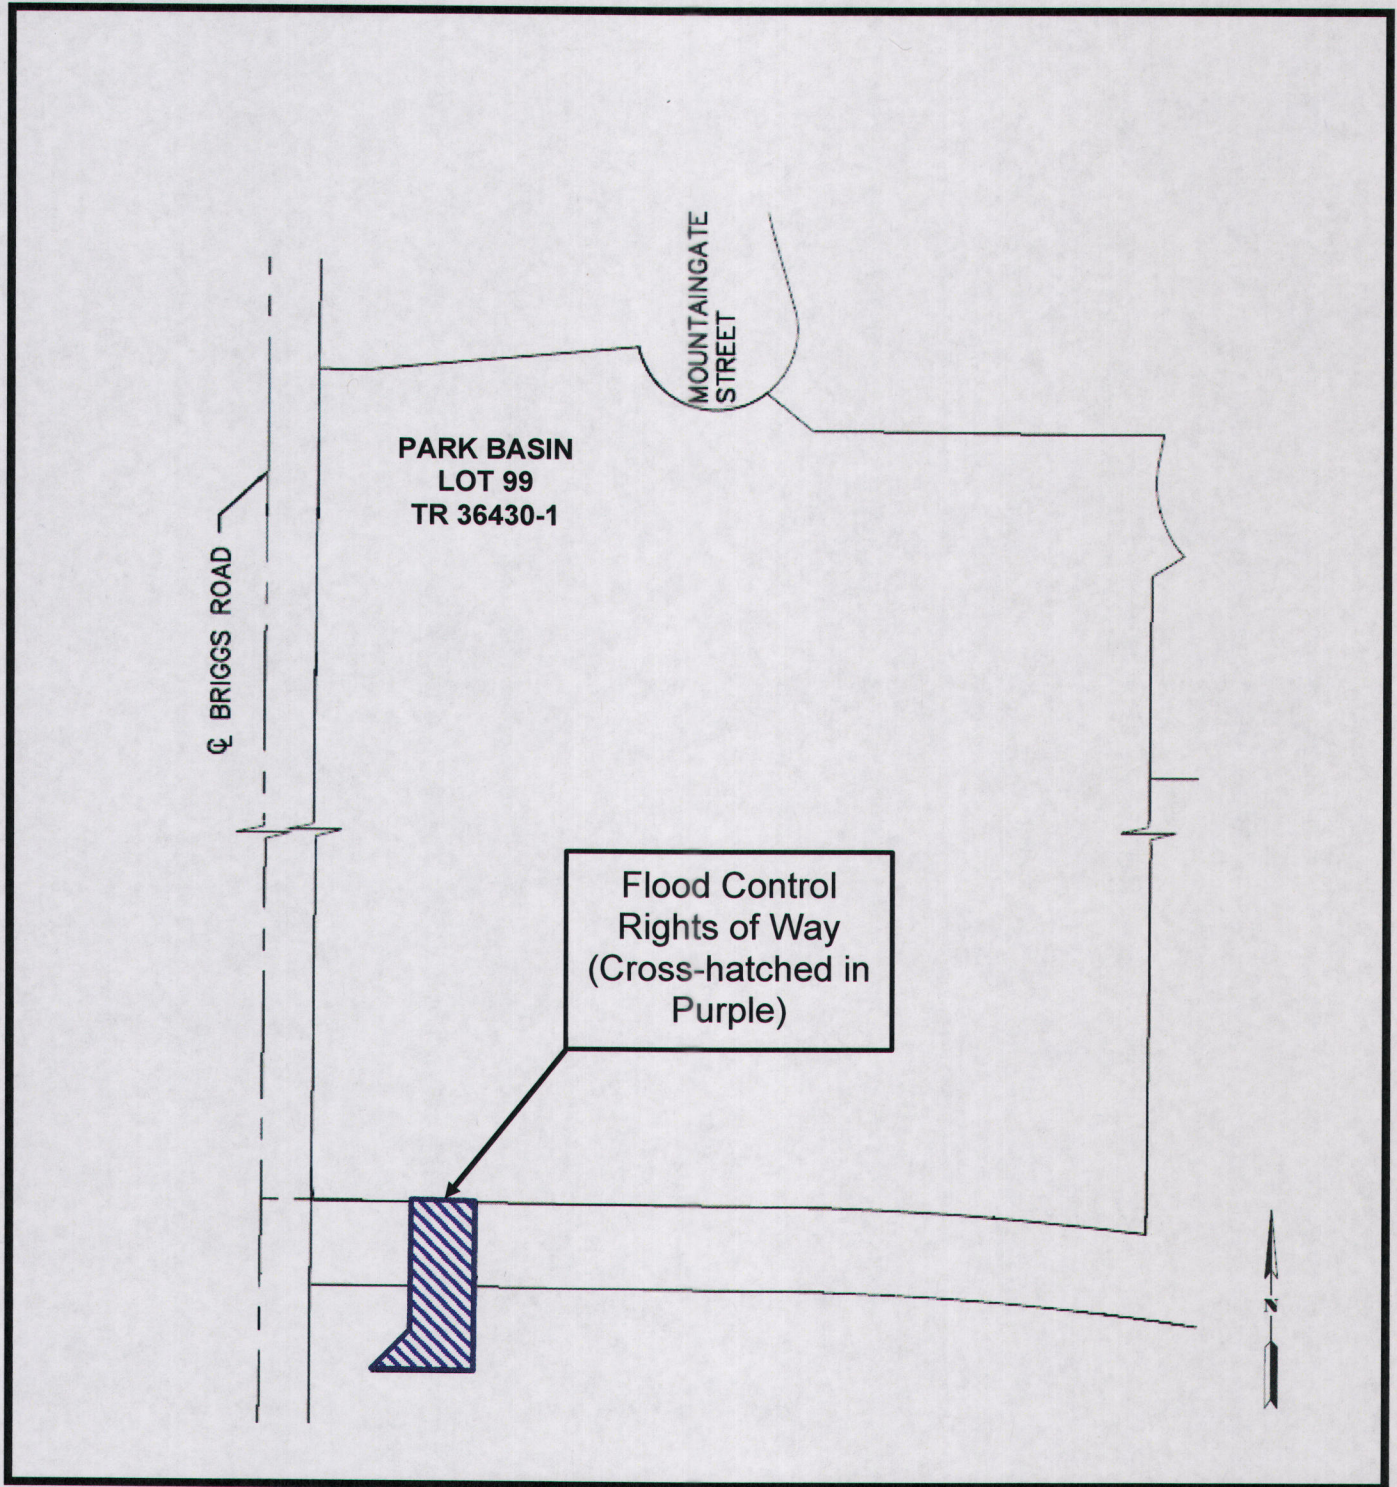 MOUNTAINGATE
STREET
PARK BASIN
LOT 99
TR 36430-1
℄ BRIGGS ROAD
Flood Control
Rights of Way
(Cross-hatched in
Purple)
N